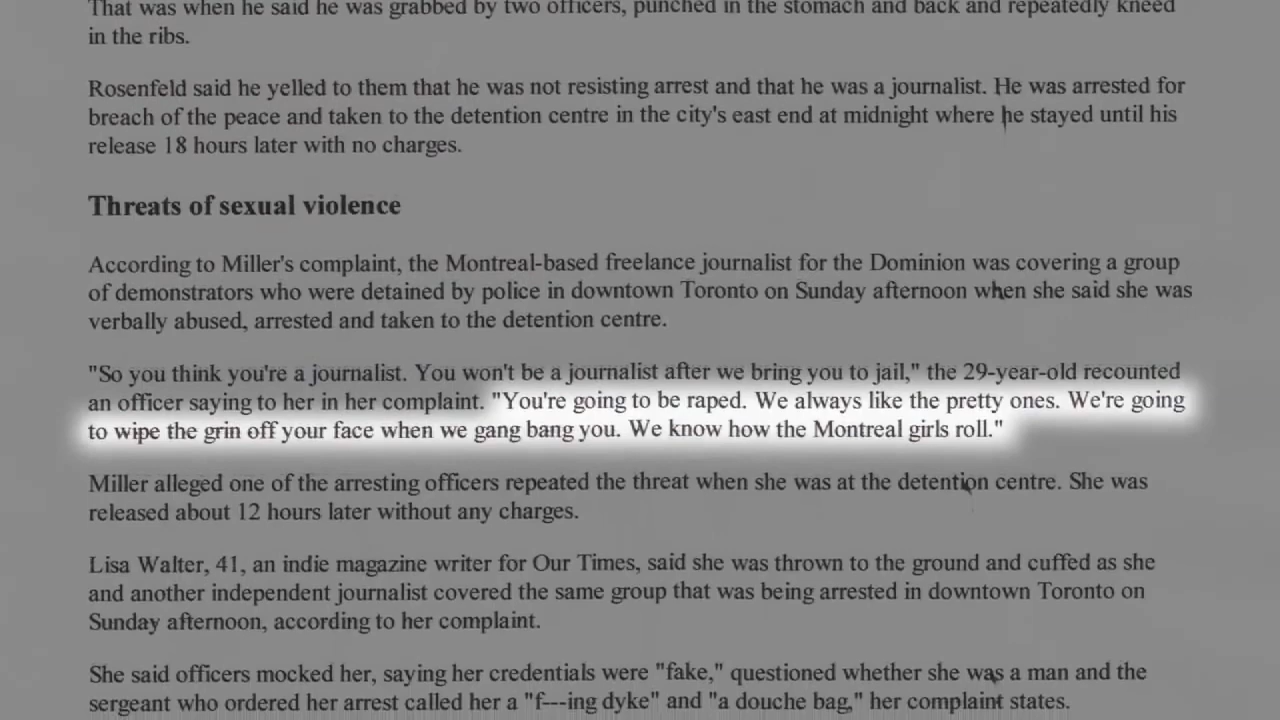 That was when he said he was grabbed by two officers, punched in the stomach and back and repeatedly kneed
in the ribs.
Rosenfeld said he yelled to them that he was not resisting arrest and that he was a journalist. He was arrested for
breach of the peace and taken to the detention centre in the city's east end at midnight where he stayed until his
release 18 hours later with no charges.
Threats of sexual violence
According to Miller's complaint, the Montreal-based freelance journalist for the Dominion was covering a group
of demonstrators who were detained by police in downtown Toronto on Sunday afternoon when she said she was
verbally abused, arrested and taken to the detention centre.
"So you think you're a journalist. You won't be a journalist after we bring you to jail," the 29-year-old recounted
an officer saying to her in her complaint. "You're going to be raped. We always like the pretty ones. We're going
to wipe the grin off your face when we gang bang you. We know how the Montreal girls roll."
Miller alleged one of the arresting officers repeated the threat when she was at the detention centre. She was
released about 12 hours later without any charges.
Lisa Walter, 41, an indie magazine writer for Our Times, said she was thrown to the ground and cuffed as she
and another independent journalist covered the same group that was being arrested in downtown Toronto on
Sunday afternoon, according to her complaint.
She said officers mocked her, saying her credentials were "fake," questioned whether she was a man and the
sergeant who ordered her arrest called her a "f---ing dyke" and "a douche bag," her complaint states.